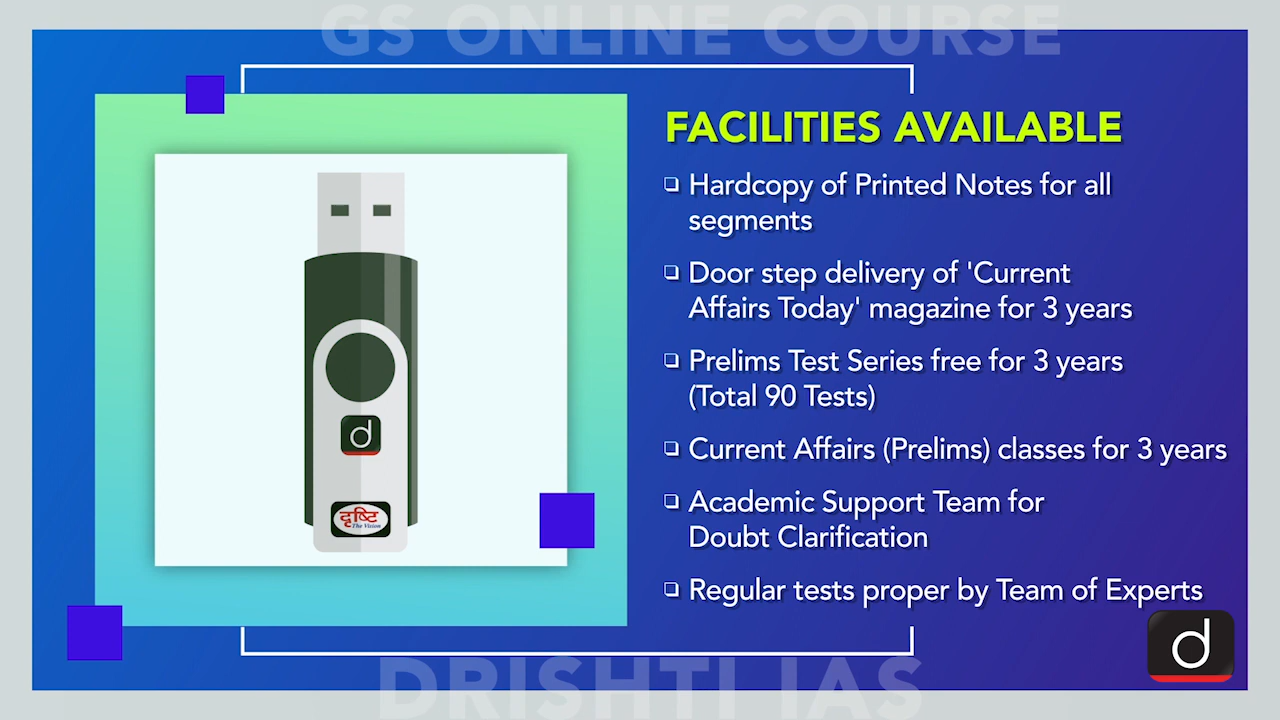 GS ONLINE COURSE
FACILITIES AVAILABLE
Hardcopy of Printed Notes for all
segments
Door step delivery of 'Current
Affairs Today' magazine for 3 years
Prelims Test Series free for 3 years
(Total 90 Tests)
Current Affairs (Prelims) classes for 3 years
Academic Support Team for
Doubt Clarification
Regular tests proper by Team of Experts
d
दृष्टि
The Vision
d
DRISHTI IAS